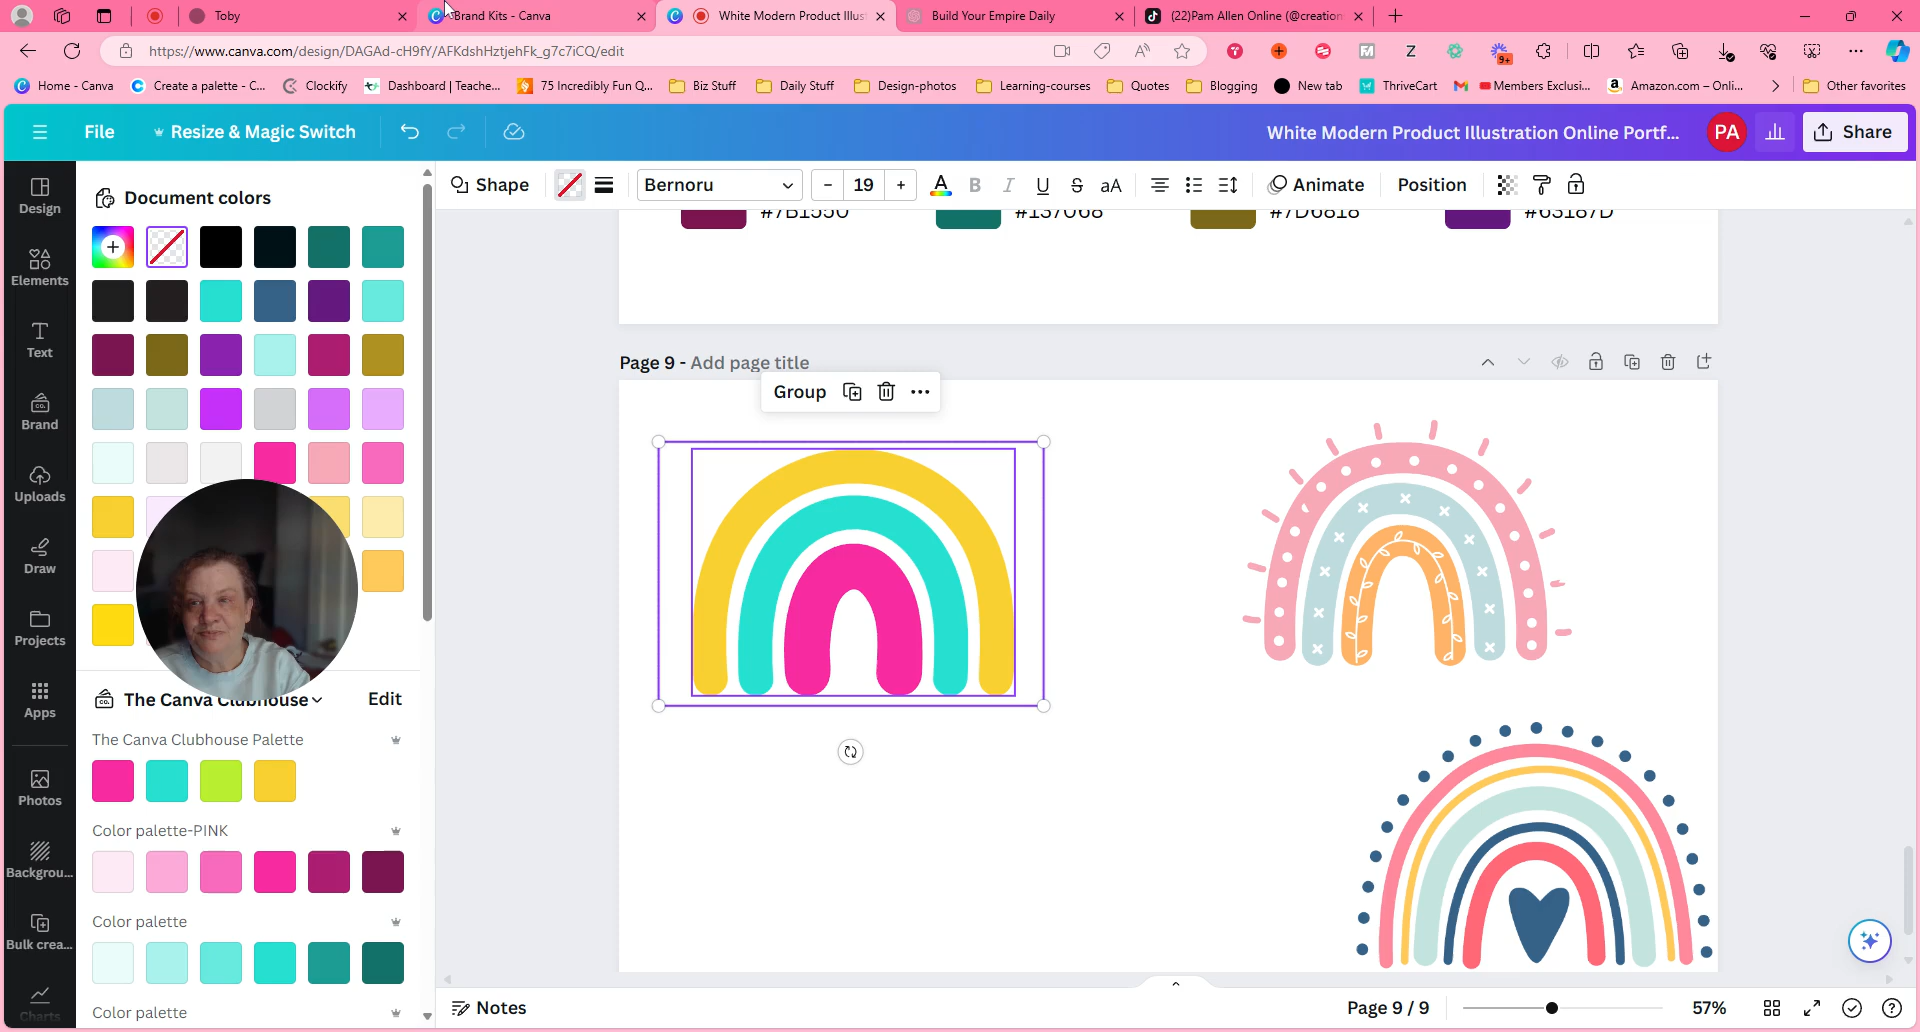 Toby
Brand Kits - Canva
White Modern Product Illus
Build Your Empire Daily
(22)Pam Allen Online (@creation
https://www.canva.com/design/DAGAd-cH9fY/AFKdshHztjehFk_g7c7iCQ/edit
9+
Home - Canva
Create a palette - C...
Clockify
Dashboard | Teache...
75 Incredibly Fun Q...
Biz Stuff
Daily Stuff
Design-photos
Learning-courses
Quotes
Blogging
New tab
ThriveCart
Members Exclusi...
Amazon.com – Onli...
Other favorites
File
Resize & Magic Switch
White Modern Product Illustration Online Portf...
PA
Share
Shape
Bernoru
- 19 +
A B I U S aA
Animate
Position
Design
Elements
Text
Brand
Uploads
Draw
Projects
Apps
Photos
Backgrou...
Bulk crea...
Charts
Document colors
The Canva Clubhouse
Edit
The Canva Clubhouse Palette
Color palette-PINK
Color palette
Color palette
#7B1550
#137068
#7D6818
#63187D
Page 9 - Add page title
Group
Notes
Page 9 / 9
57%